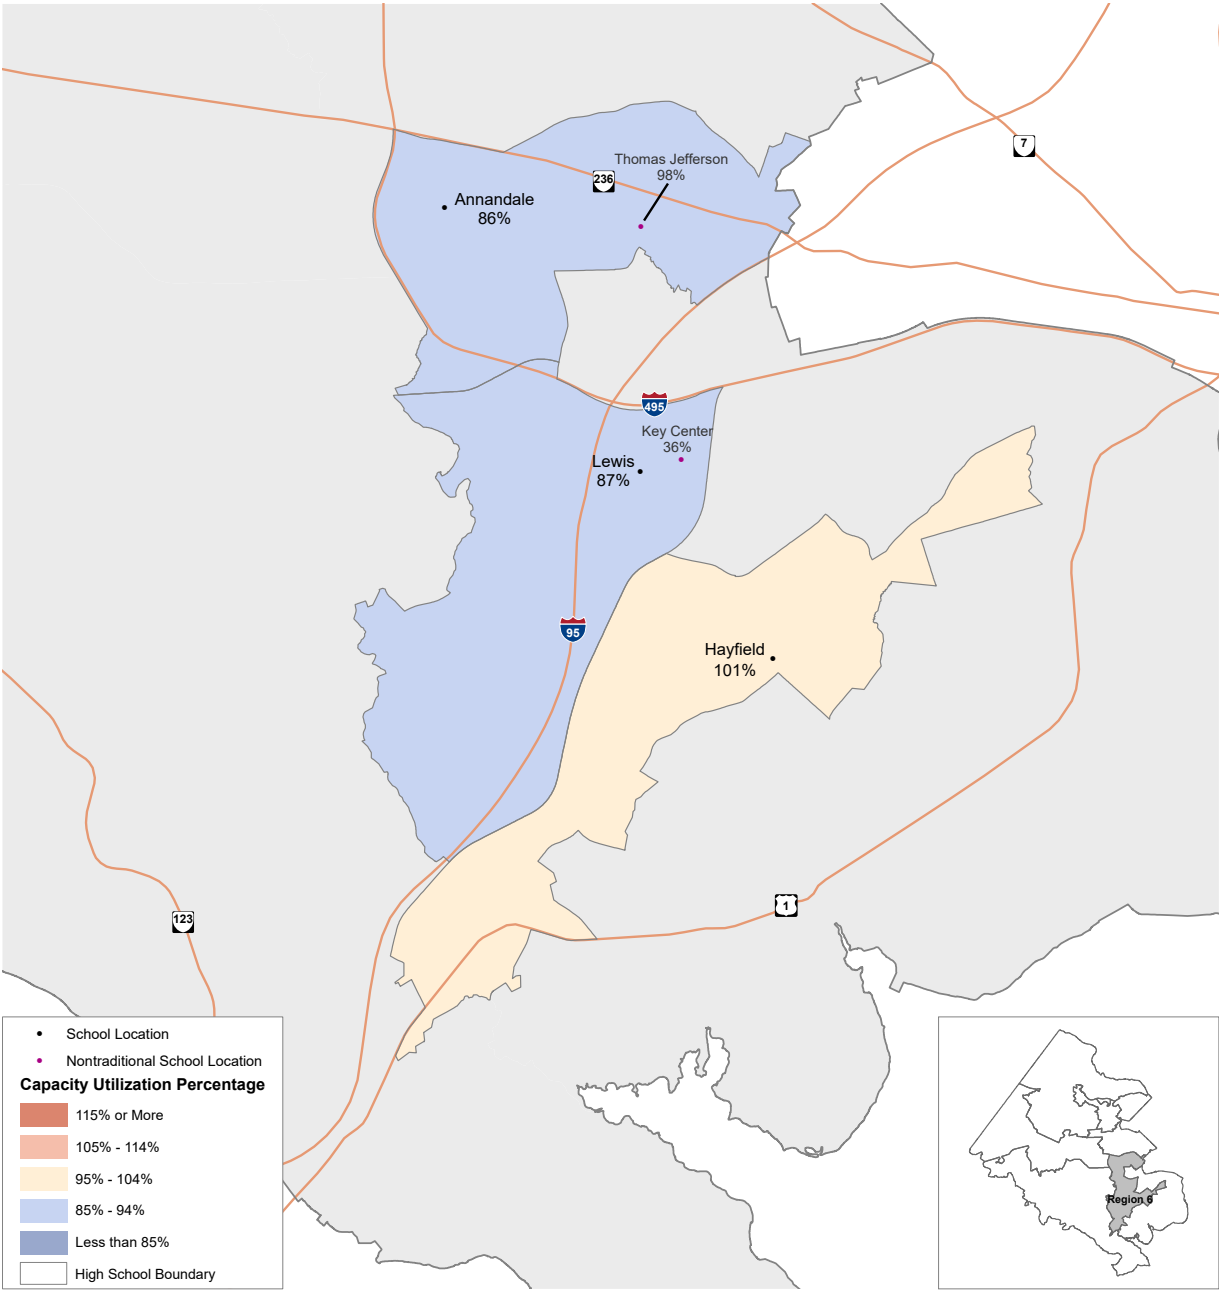 7
Thomas Jefferson
98%
236
Annandale
86%
495
Key Center
36%
Lewis
87%
95
Hayfield
101%
1
123
School Location
Nontraditional School Location
Capacity Utilization Percentage
115% or More
105% - 114%
95% - 104%
85% - 94%
Less than 85%
High School Boundary
Region 6